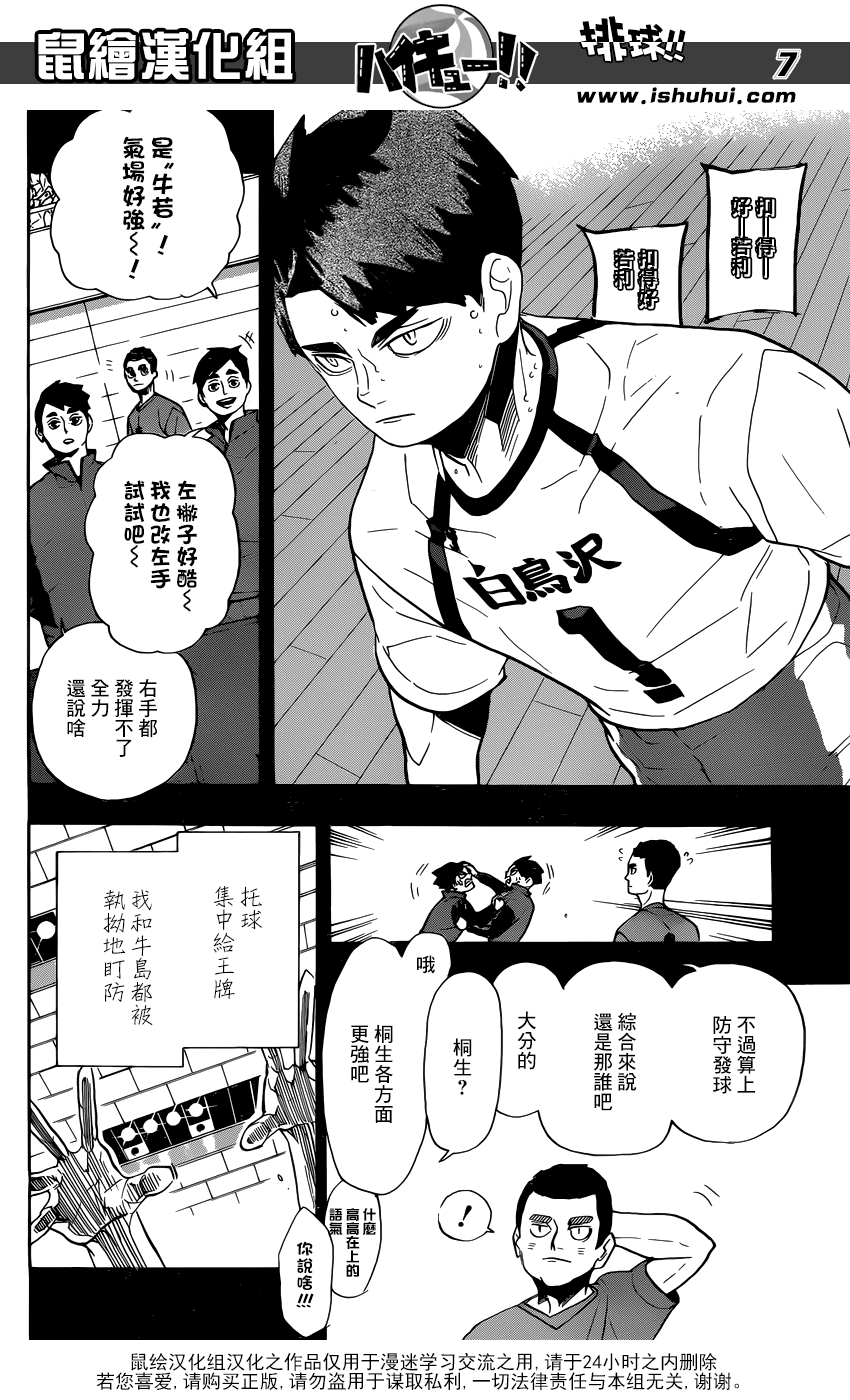 鼠繪漢化組
ハイキュー!!
排球!!
7
www.ishuhui.com
扣—得—
好—若利
扣得好
若利
白鳥沢
1
是“牛若”！
氣場好強～！
左撇子好酷～
我也改左手
試試吧～
右手都
發揮不了
全力
還說啥
不過算上
防守發球
綜合來說
還是那誰吧
大分的
桐生？
哦
桐生各方面
更強吧
什麼
高高在上的
語氣
你說啥!!!
！
托球
集中給王牌
我和牛島都被
執拗地盯防
鼠绘汉化组汉化之作品仅用于漫迷学习交流之用, 请于24小时之内删除
若您喜爱, 请购买正版, 请勿盗用于谋取私利, 一切法律责任与本组无关, 谢谢。